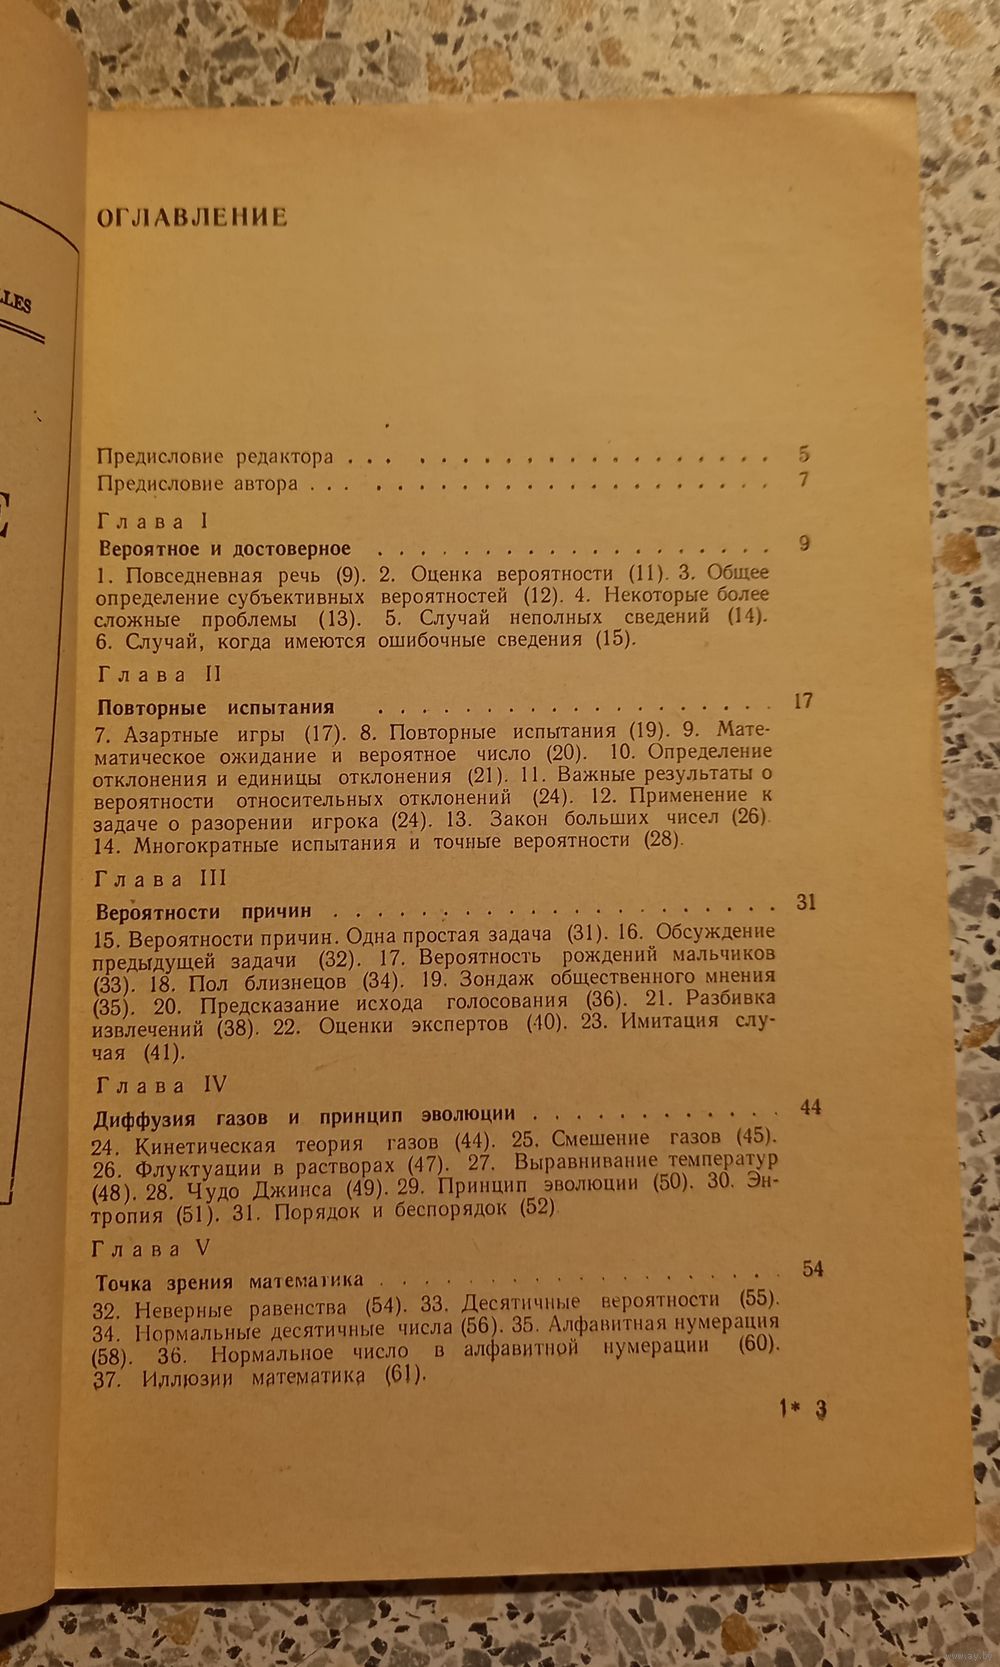 LLES
E
ОГЛАВЛЕНИЕ
Предисловие редактора . . . . . . . . . . . . . . . . . . . . 5
Предисловие автора . . . . . . . . . . . . . . . . . . . . . 7
Глава I
Вероятное и достоверное . . . . . . . . . . . . . . . . . . . 9
1. Повседневная речь (9). 2. Оценка вероятности (11). 3. Общее
определение субъективных вероятностей (12). 4. Некоторые более
сложные проблемы (13). 5. Случай неполных сведений (14).
6. Случай, когда имеются ошибочные сведения (15).
Глава II
Повторные испытания . . . . . . . . . . . . . . . . . . . 17
7. Азартные игры (17). 8. Повторные испытания (19). 9. Мате-
матическое ожидание и вероятное число (20). 10. Определение
отклонения и единицы отклонения (21). 11. Важные результаты о
вероятности относительных отклонений (24). 12. Применение к
задаче о разорении игрока (24). 13. Закон больших чисел (26).
14. Многократные испытания и точные вероятности (28).
Глава III
Вероятности причин . . . . . . . . . . . . . . . . . . . . . 31
15. Вероятности причин. Одна простая задача (31). 16. Обсуждение
предыдущей задачи (32). 17. Вероятность рождений мальчиков
(33). 18. Пол близнецов (34). 19. Зондаж общественного мнения
(35). 20. Предсказание исхода голосования (36). 21. Разбивка
извлечений (38). 22. Оценки экспертов (40). 23. Имитация слу-
чая (41).
Глава IV
Диффузия газов и принцип эволюции . . . . . . . . . . . . . 44
24. Кинетическая теория газов (44). 25. Смешение газов (45).
26. Флуктуации в растворах (47). 27. Выравнивание температур
(48). 28. Чудо Джинса (49). 29. Принцип эволюции (50). 30. Эн-
тропия (51). 31. Порядок и беспорядок (52)
Глава V
Точка зрения математика . . . . . . . . . . . . . . . . . . . 54
32. Неверные равенства (54). 33. Десятичные вероятности (55).
34. Нормальные десятичные числа (56). 35. Алфавитная нумерация
(58). 36. Нормальное число в алфавитной нумерации (60).
37. Иллюзии математика (61).
1* 3
www.ay.by